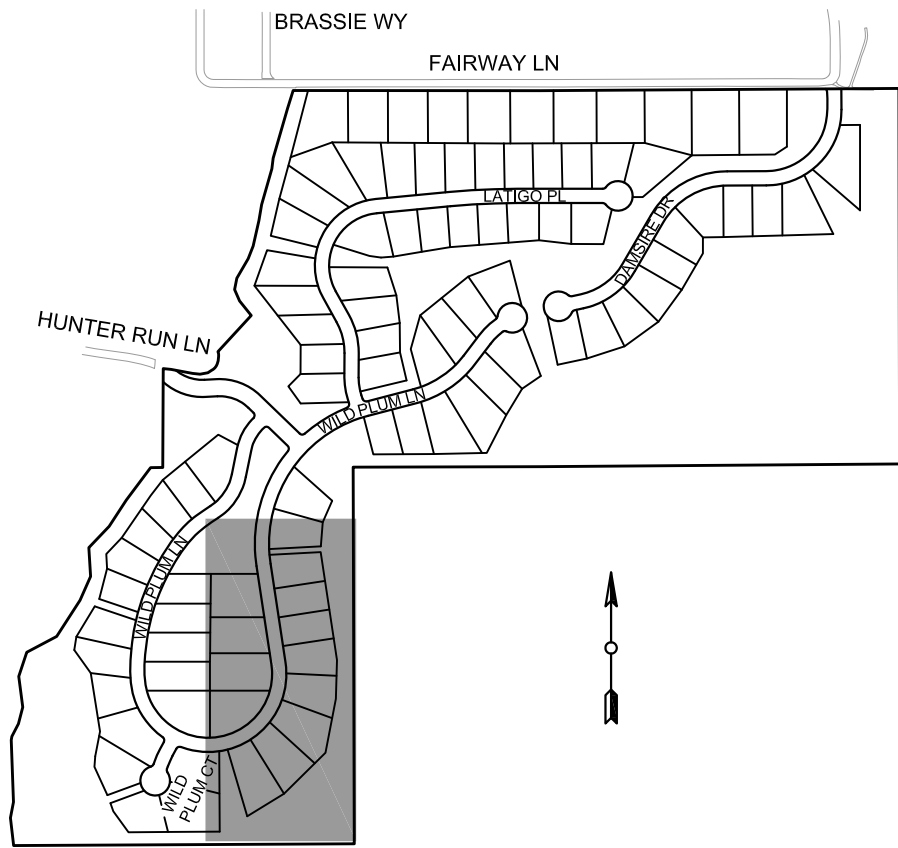 BRASSIE WY
FAIRWAY LN
LATIGO PL
DAMSIRE DR
HUNTER RUN LN
WILD PLUM LN
WILD PLUM LN
WILD
PLUM CT